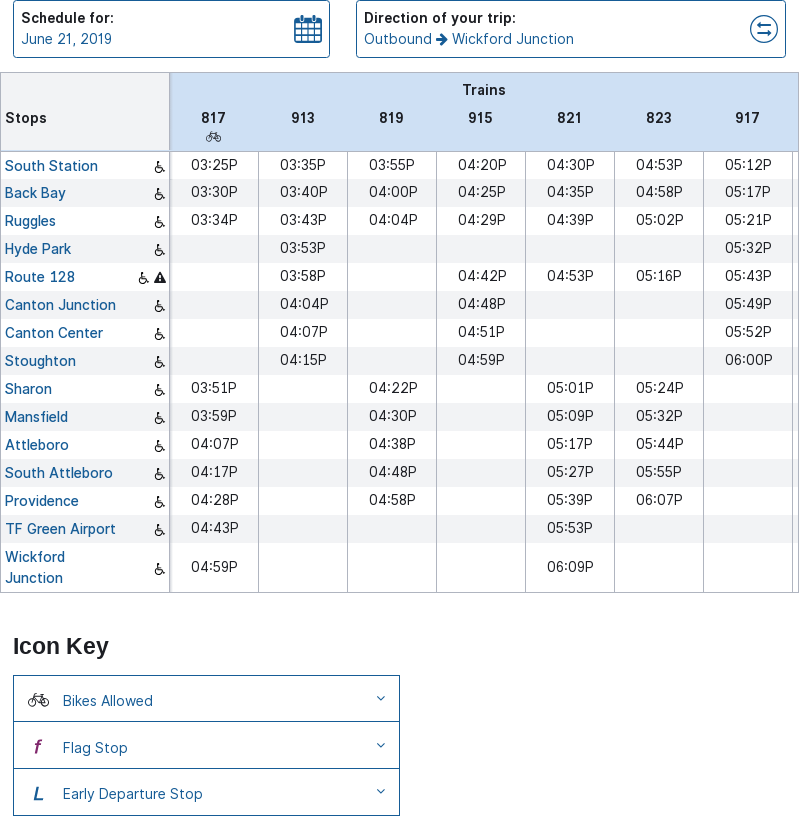 Schedule for:
June 21, 2019
Direction of your trip:
Outbound → Wickford Junction
Stops
Trains
817 913 819 915 821 823 917
South Station 03:25P 03:35P 03:55P 04:20P 04:30P 04:53P 05:12P
Back Bay 03:30P 03:40P 04:00P 04:25P 04:35P 04:58P 05:17P
Ruggles 03:34P 03:43P 04:04P 04:29P 04:39P 05:02P 05:21P
Hyde Park 03:53P 05:32P
Route 128 03:58P 04:42P 04:53P 05:16P 05:43P
Canton Junction 04:04P 04:48P 05:49P
Canton Center 04:07P 04:51P 05:52P
Stoughton 04:15P 04:59P 06:00P
Sharon 03:51P 04:22P 05:01P 05:24P
Mansfield 03:59P 04:30P 05:09P 05:32P
Attleboro 04:07P 04:38P 05:17P 05:44P
South Attleboro 04:17P 04:48P 05:27P 05:55P
Providence 04:28P 04:58P 05:39P 06:07P
TF Green Airport 04:43P 05:53P
Wickford
Junction 04:59P 06:09P
Icon Key
Bikes Allowed
f Flag Stop
L Early Departure Stop